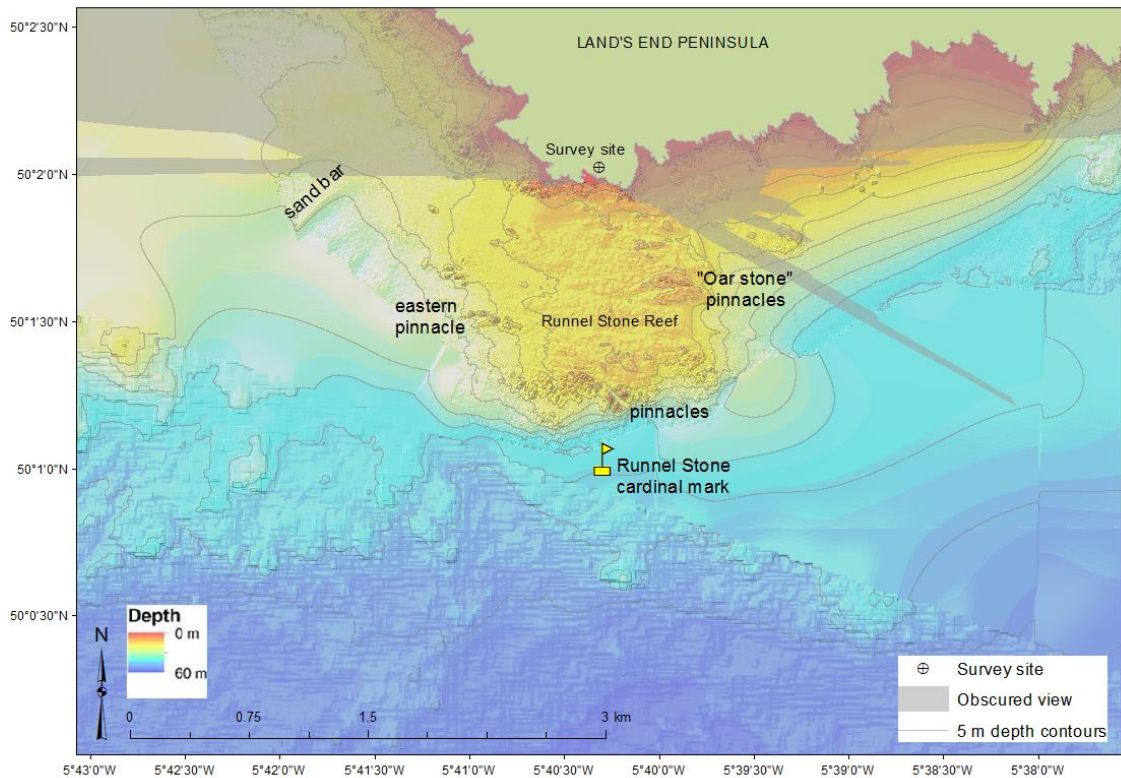 50°2'30"N
LAND'S END PENINSULA
Survey site
50°2'0"N
sand bar
"Oar stone"
pinnacles
eastern
pinnacle
50°1'30"N
Runnel Stone Reef
pinnacles
50°1'0"N
Runnel Stone
cardinal mark
50°0'30"N
Depth
0 m
60 m
N
0 0.75 1.5 3 km
Survey site
Obscured view
5 m depth contours
5°43'0"W 5°42'30"W 5°42'0"W 5°41'30"W 5°41'0"W 5°40'30"W 5°40'0"W 5°39'30"W 5°39'0"W 5°38'30"W 5°38'0"W